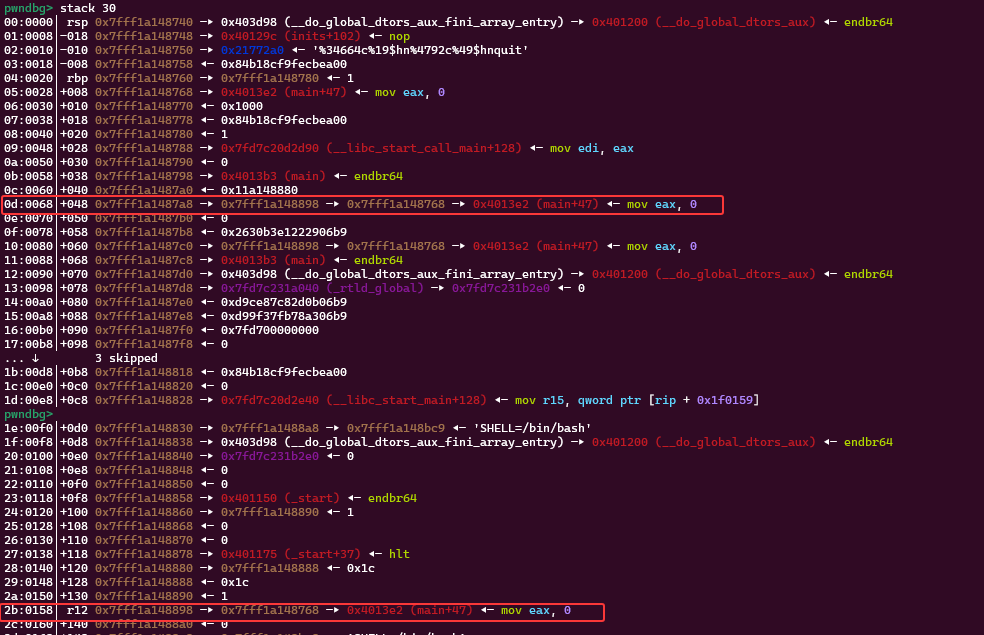 pwndbg> stack 30
00:0000│ rsp 0x7fff1a148740 —▸ 0x403d98 (__do_global_dtors_aux_fini_array_entry) —▸ 0x401200 (__do_global_dtors_aux) ◂— endbr64
01:0008│-018 0x7fff1a148748 —▸ 0x40129c (inits+102) ◂— nop
02:0010│-010 0x7fff1a148750 —▸ 0x21772a0 ◂— '%34664c%19$hn%4792c%49$hnquit'
03:0018│-008 0x7fff1a148758 ◂— 0x84b18cf9fecbea00
04:0020│ rbp 0x7fff1a148760 —▸ 0x7fff1a148780 ◂— 1
05:0028│+008 0x7fff1a148768 —▸ 0x4013e2 (main+47) ◂— mov eax, 0
06:0030│+010 0x7fff1a148770 ◂— 0x1000
07:0038│+018 0x7fff1a148778 ◂— 0x84b18cf9fecbea00
08:0040│+020 0x7fff1a148780 ◂— 1
09:0048│+028 0x7fff1a148788 —▸ 0x7fd7c20d2d90 (__libc_start_call_main+128) ◂— mov edi, eax
0a:0050│+030 0x7fff1a148790 ◂— 0
0b:0058│+038 0x7fff1a148798 —▸ 0x4013b3 (main) ◂— endbr64
0c:0060│+040 0x7fff1a1487a0 ◂— 0x11a148880
0d:0068│+048 0x7fff1a1487a8 —▸ 0x7fff1a148898 —▸ 0x7fff1a148768 —▸ 0x4013e2 (main+47) ◂— mov eax, 0
0e:0070│+050 0x7fff1a1487b0 ◂— 0
0f:0078│+058 0x7fff1a1487b8 ◂— 0x2630b3e1222906b9
10:0080│+060 0x7fff1a1487c0 —▸ 0x7fff1a148898 —▸ 0x7fff1a148768 —▸ 0x4013e2 (main+47) ◂— mov eax, 0
11:0088│+068 0x7fff1a1487c8 —▸ 0x4013b3 (main) ◂— endbr64
12:0090│+070 0x7fff1a1487d0 —▸ 0x403d98 (__do_global_dtors_aux_fini_array_entry) —▸ 0x401200 (__do_global_dtors_aux) ◂— endbr64
13:0098│+078 0x7fff1a1487d8 —▸ 0x7fd7c231a040 (_rtld_global) —▸ 0x7fd7c231b2e0 ◂— 0
14:00a0│+080 0x7fff1a1487e0 ◂— 0xd9ce87c82d0b06b9
15:00a8│+088 0x7fff1a1487e8 ◂— 0xd99f37fb78a306b9
16:00b0│+090 0x7fff1a1487f0 ◂— 0x7fd700000000
17:00b8│+098 0x7fff1a1487f8 ◂— 0
... ↓ 3 skipped
1b:00d8│+0b8 0x7fff1a148818 ◂— 0x84b18cf9fecbea00
1c:00e0│+0c0 0x7fff1a148820 ◂— 0
1d:00e8│+0c8 0x7fff1a148828 —▸ 0x7fd7c20d2e40 (__libc_start_main+128) ◂— mov r15, qword ptr [rip + 0x1f0159]
pwndbg>
1e:00f0│+0d0 0x7fff1a148830 —▸ 0x7fff1a1488a8 —▸ 0x7fff1a148bc9 ◂— 'SHELL=/bin/bash'
1f:00f8│+0d8 0x7fff1a148838 —▸ 0x403d98 (__do_global_dtors_aux_fini_array_entry) —▸ 0x401200 (__do_global_dtors_aux) ◂— endbr64
20:0100│+0e0 0x7fff1a148840 —▸ 0x7fd7c231b2e0 ◂— 0
21:0108│+0e8 0x7fff1a148848 ◂— 0
22:0110│+0f0 0x7fff1a148850 ◂— 0
23:0118│+0f8 0x7fff1a148858 —▸ 0x401150 (_start) ◂— endbr64
24:0120│+100 0x7fff1a148860 —▸ 0x7fff1a148890 ◂— 1
25:0128│+108 0x7fff1a148868 ◂— 0
26:0130│+110 0x7fff1a148870 ◂— 0
27:0138│+118 0x7fff1a148878 —▸ 0x401175 (_start+37) ◂— hlt
28:0140│+120 0x7fff1a148880 —▸ 0x7fff1a148888 ◂— 0x1c
29:0148│+128 0x7fff1a148888 ◂— 0x1c
2a:0150│+130 0x7fff1a148890 ◂— 1
2b:0158│ r12 0x7fff1a148898 —▸ 0x7fff1a148768 —▸ 0x4013e2 (main+47) ◂— mov eax, 0
2c:0160│+140 0x7fff1a1488a0 ◂— 0